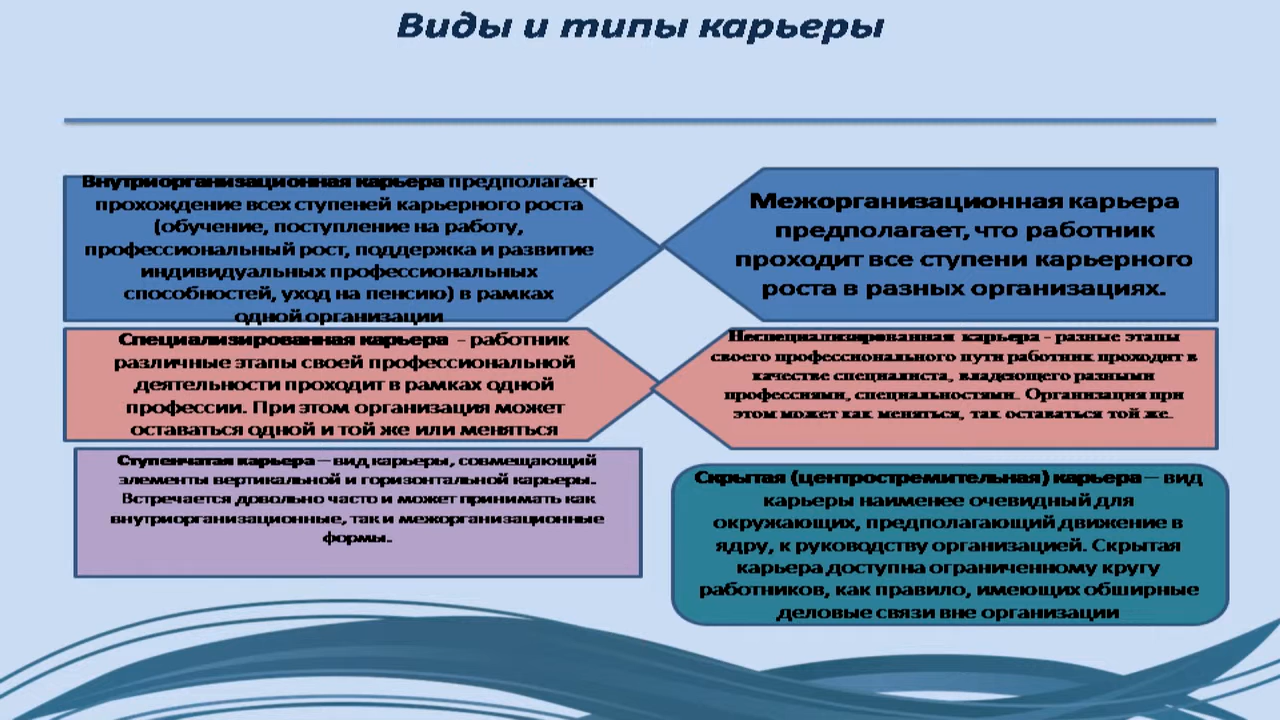 Виды и типы карьеры
Внутриорганизационная карьера предполагает
прохождение всех ступеней карьерного роста
(обучение, поступление на работу,
профессиональный рост, поддержка и развитие
индивидуальных профессиональных
способностей, уход на пенсию) в рамках
одной организации
Межорганизационная карьера
предполагает, что работник
проходит все ступени карьерного
роста в разных организациях.
Специализированная карьера - работник
различные этапы своей профессиональной
деятельности проходит в рамках одной
профессии. При этом организация может
оставаться одной и той же или меняться
Неспециализированная карьера - разные этапы
своего профессионального пути работник проходит в
качестве специалиста, владеющего разными
профессиями, специальностями. Организация при
этом может как меняться, так оставаться той же.
Ступенчатая карьера — вид карьеры, совмещающий
элементы вертикальной и горизонтальной карьеры.
Встречается довольно часто и может принимать как
внутриорганизационные, так и межорганизационные
формы.
Скрытая (центростремительная) карьера — вид
карьеры наименее очевидный для
окружающих, предполагающий движение в
ядру, к руководству организацией. Скрытая
карьера доступна ограниченному кругу
работников, как правило, имеющих обширные
деловые связи вне организации